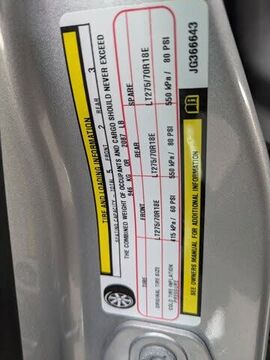 TIRE AND LOADING INFORMATION
SEATING CAPACITY - TOTAL 5 FRONT 2 REAR 3
THE COMBINED WEIGHT OF OCCUPANTS AND CARGO SHOULD NEVER EXCEED
946 KG OR 2087 LB
TIRE FRONT REAR SPARE
ORIGINAL TIRE SIZE LT275/70R18E LT275/70R18E LT275/70R18E
COLD TIRE INFLATION PRESSURE 415 kPa / 60 PSI 550 kPa / 80 PSI 550 kPa / 80 PSI
SEE OWNERS MANUAL FOR ADDITIONAL INFORMATION
JG366643